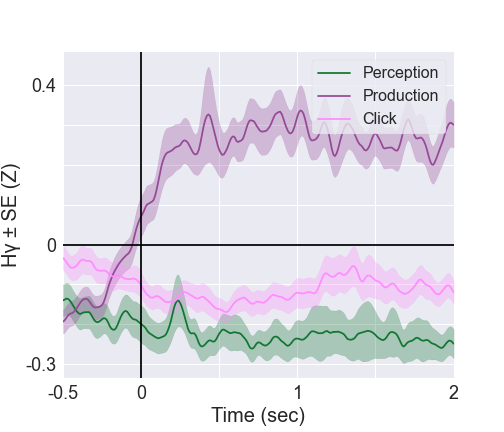 Perception
Production
Click
0.4
0
-0.3
Hγ ± SE (Z)
-0.5
0
1
2
Time (sec)